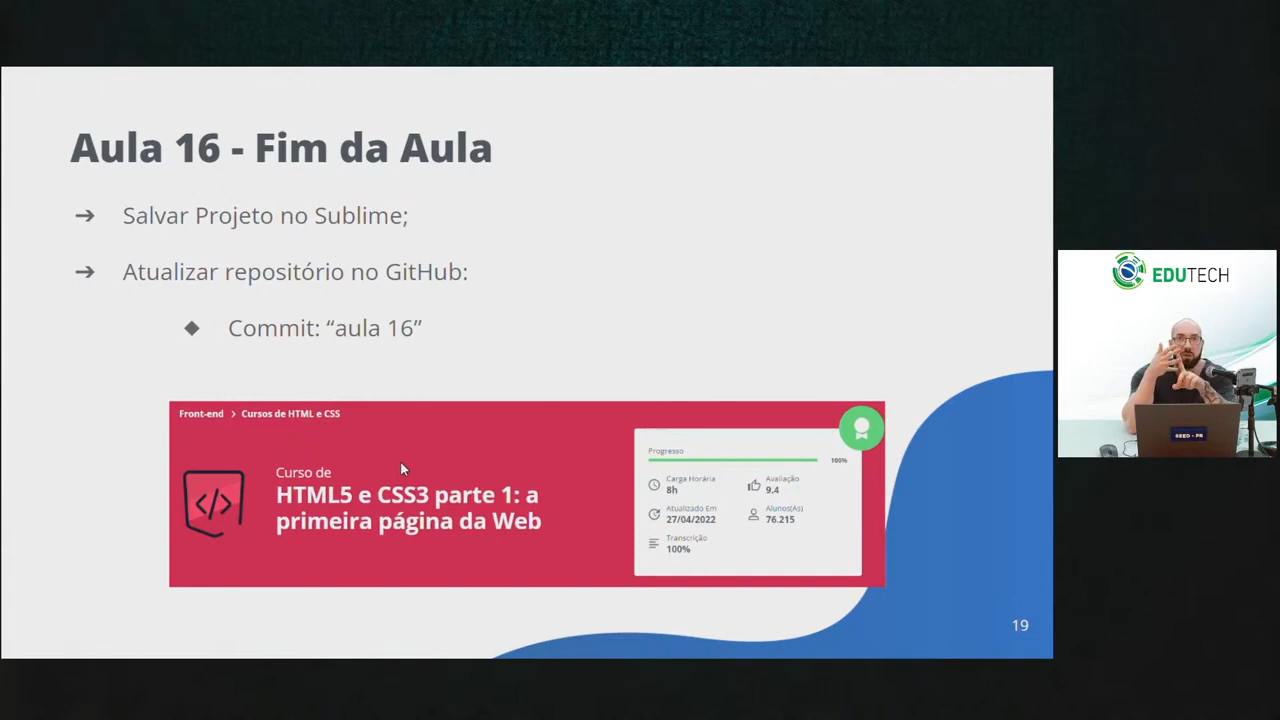 Aula 16 - Fim da Aula
➔ Salvar Projeto no Sublime;
➔ Atualizar repositório no GitHub:
◆ Commit: “aula 16”
Front-end > Cursos de HTML e CSS
Curso de
HTML5 e CSS3 parte 1: a
primeira página da Web
Progresso
100%
Carga Horária
8h
Avaliação
9.4
Atualizado Em
27/04/2022
Alunos(As)
76.215
Transcrição
100%
19
EDUTECH
SEED - PR